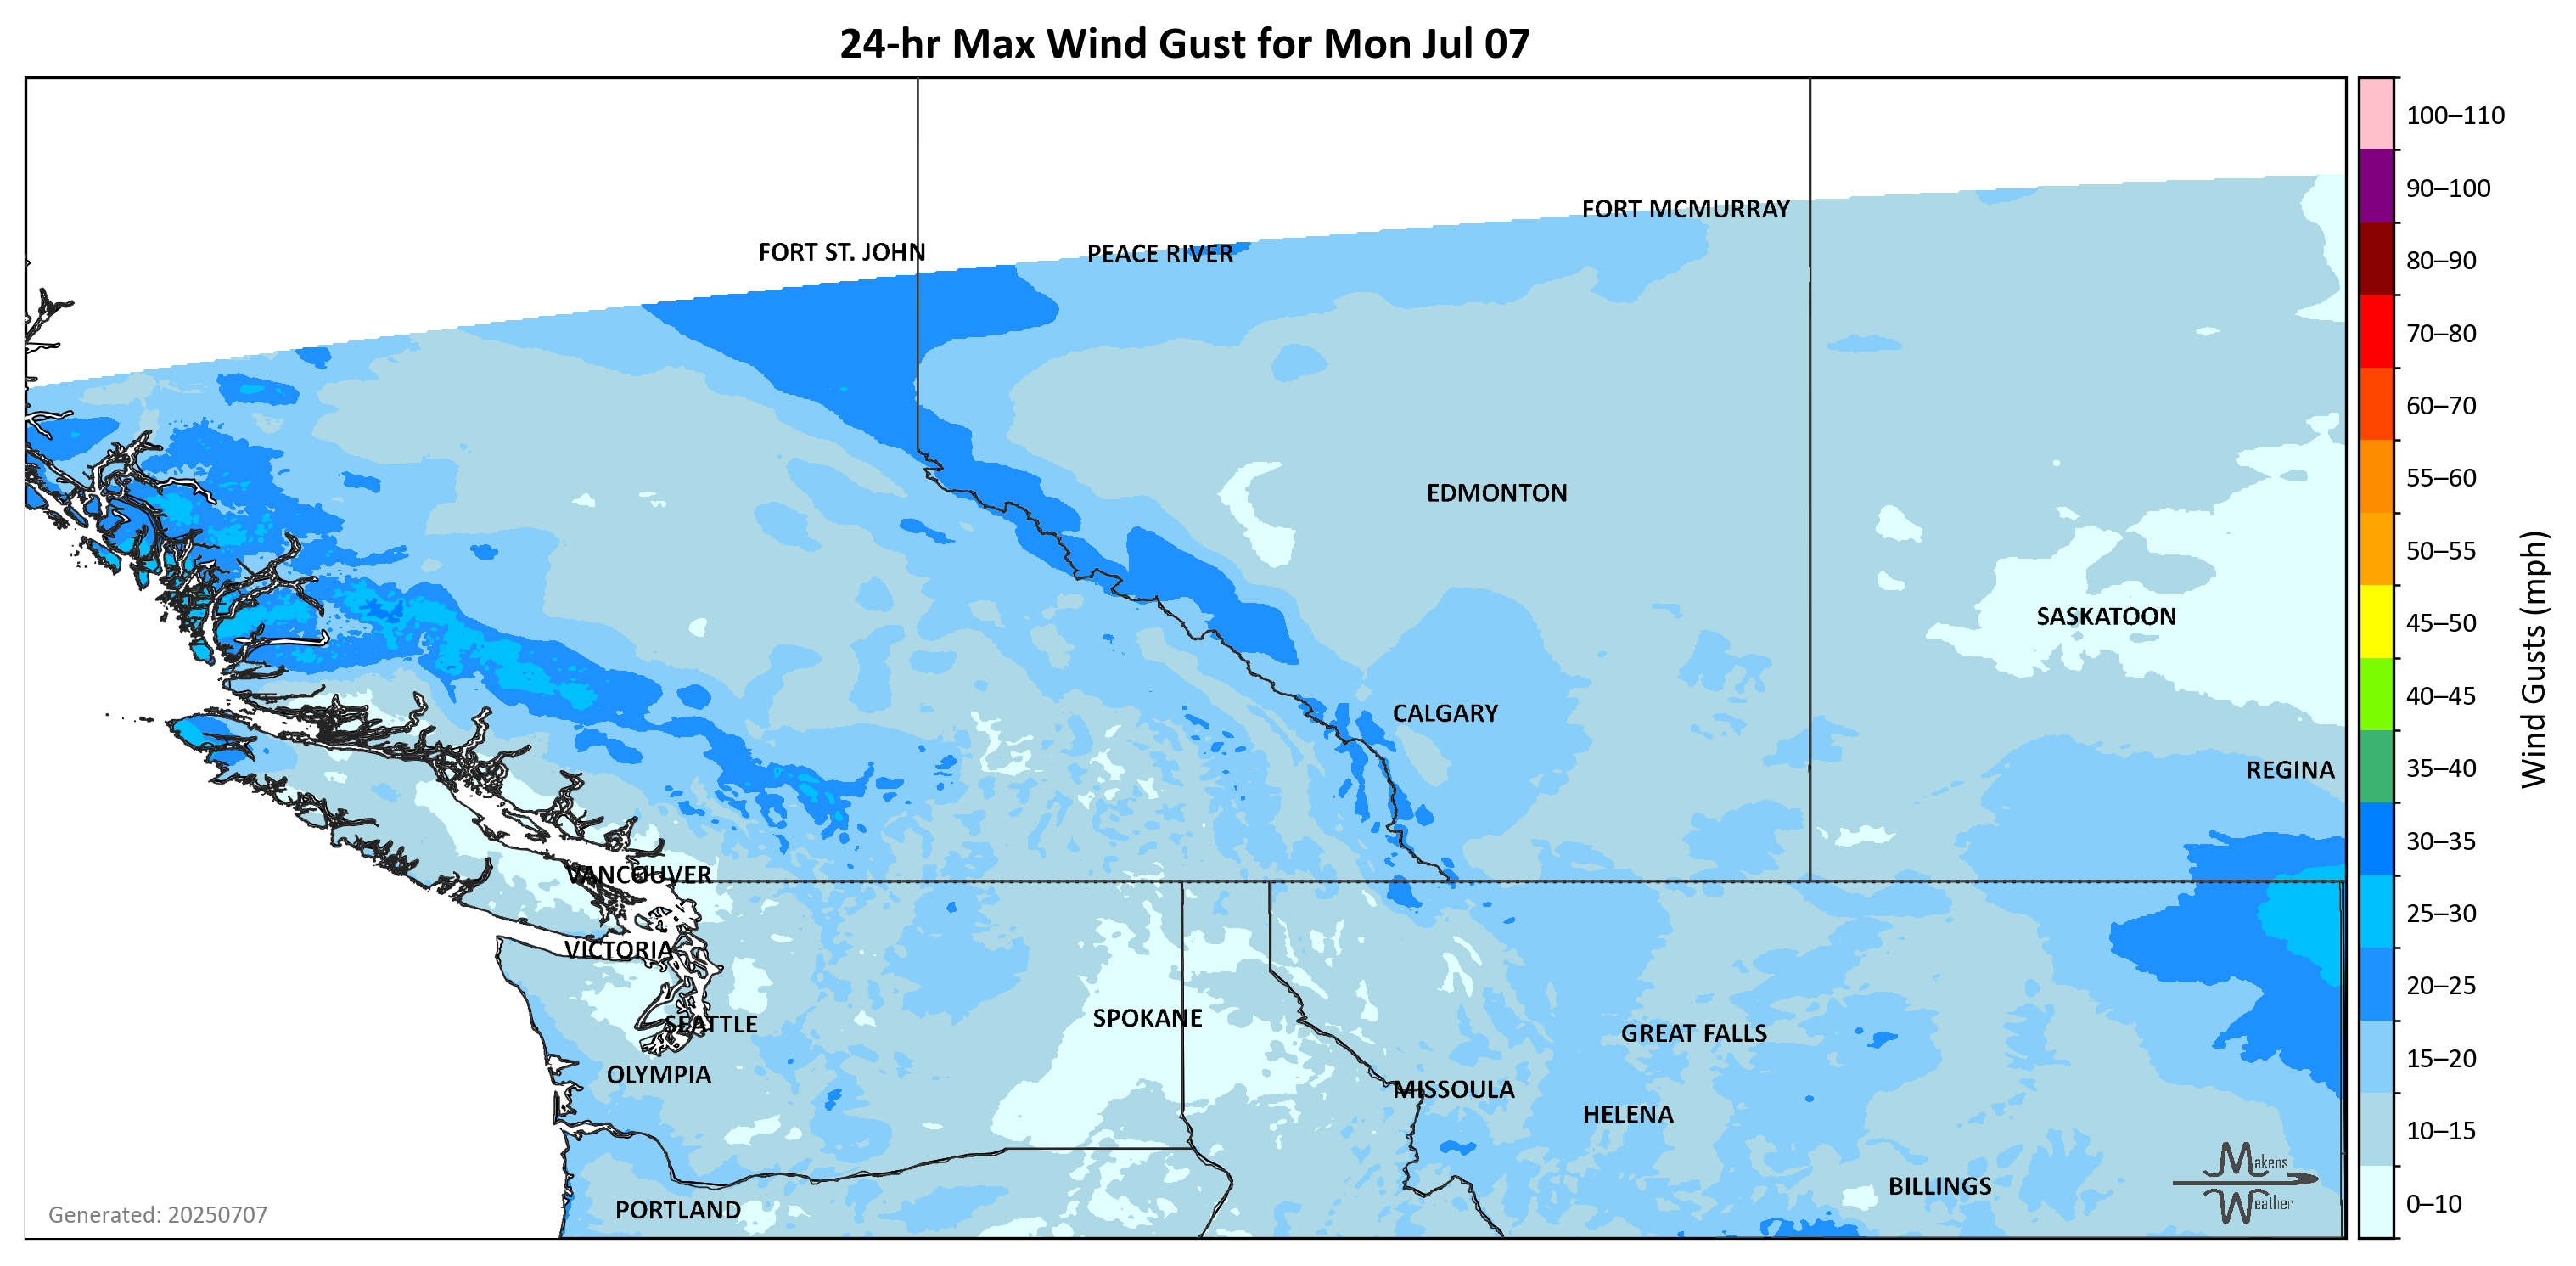 24-hr Max Wind Gust for Mon Jul 07
100–110
90–100
80–90
70–80
60–70
55–60
50–55
45–50
40–45
35–40
30–35
25–30
20–25
15–20
10–15
0–10
Wind Gusts (mph)
FORT MCMURRAY
FORT ST. JOHN
PEACE RIVER
EDMONTON
SASKATOON
CALGARY
REGINA
VANCOUVER
VICTORIA
SEATTLE
SPOKANE
GREAT FALLS
OLYMPIA
MISSOULA
HELENA
BILLINGS
PORTLAND
Makens
Weather
Generated: 20250707